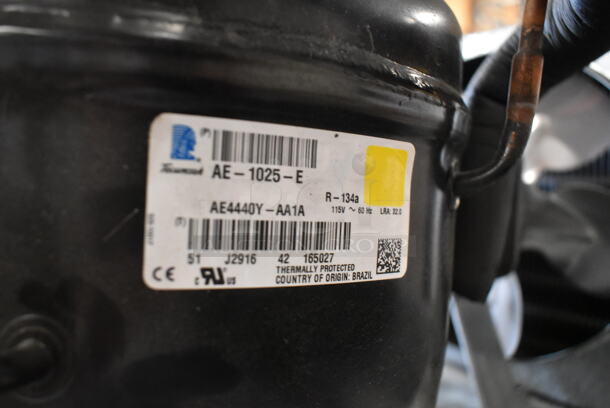 Tecumseh
(P)
AE-1025-E
R-134a
AE4440Y-AA1A
115V ~ 60 Hz LRA: 32.0
(T)
51 J2916 42 165027
THERMALLY PROTECTED
CE c UL us COUNTRY OF ORIGIN: BRAZIL